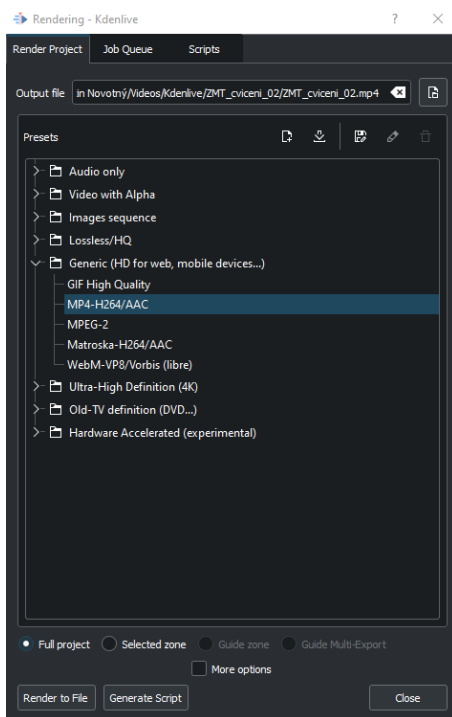 Rendering - Kdenlive
Render Project Job Queue Scripts
Output file in Novotný/Videos/Kdenlive/ZMT_cviceni_02/ZMT_cviceni_02.mp4
Presets
Audio only
Video with Alpha
Images sequence
Lossless/HQ
Generic (HD for web, mobile devices...)
GIF High Quality
MP4-H264/AAC
MPEG-2
Matroska-H264/AAC
WebM-VP8/Vorbis (libre)
Ultra-High Definition (4K)
Old-TV definition (DVD...)
Hardware Accelerated (experimental)
Full project Selected zone Guide zone Guide Multi-Export
More options
Render to File Generate Script Close